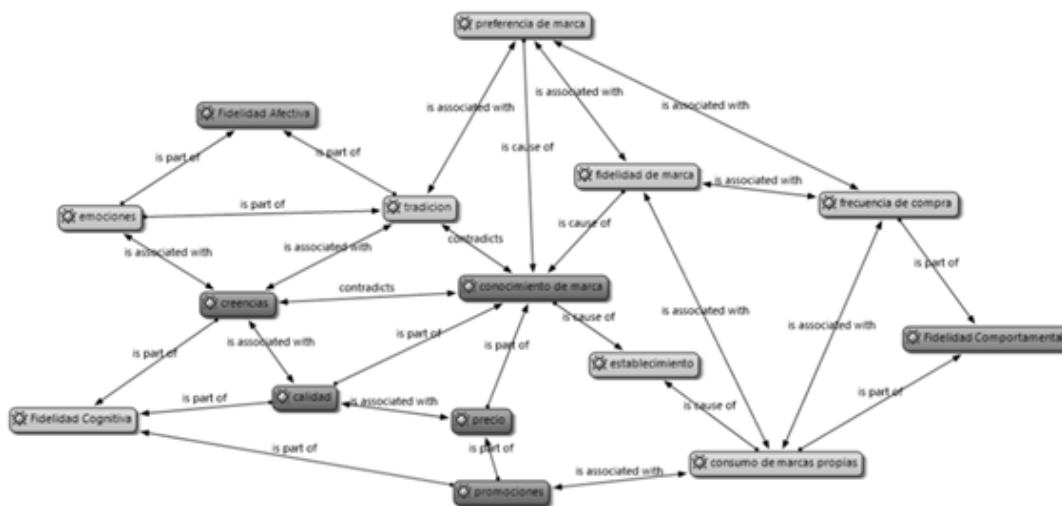 preferencia de marca
is associated with
is associated with
is associated with
Fidelidad Afectiva
is part of
is part of
is cause of
fidelidad de marca
is associated with
emociones
is part of
tradicion
frecuencia de compra
is associated with
is associated with
contradicts
is cause of
is part of
creencias
contradicts
conocimiento de marca
is cause of
is associated with
is associated with
is part of
is associated with
is part of
is part of
Fidelidad Comportamental
establecimiento
is part of
calidad
is associated with
is cause of
is part of
Fidelidad Cognitiva
precio
is part of
is part of
consumo de marcas propias
is associated with
promociones